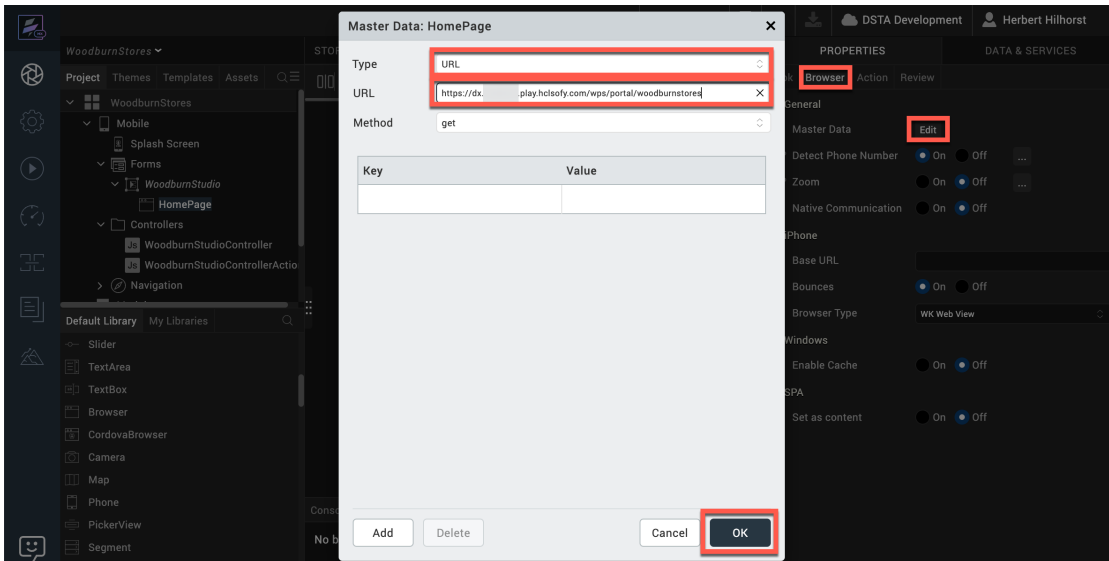 DSTA Development
Herbert Hilhorst
WoodburnStores
Project Themes Templates Assets
WoodburnStores
Mobile
Splash Screen
Forms
WoodburnStudio
HomePage
Controllers
Js WoodburnStudioController
Js WoodburnStudioControllerActio
Navigation
Default Library My Libraries
Slider
TextArea
TextBox
Browser
CordovaBrowser
Camera
Map
Phone
PickerView
Segment
STO
Conso
No b
Master Data: HomePage
Type URL
URL https://dx. .play.hclsofy.com/wps/portal/woodburnstores
Method get
Key Value
Add Delete Cancel OK
PROPERTIES DATA & SERVICES
k Browser Action Review
General
Master Data Edit
Detect Phone Number On Off ...
Zoom On Off ...
Native Communication On Off
iPhone
Base URL
Bounces On Off
Browser Type WK Web View
Windows
Enable Cache On Off
SPA
Set as content On Off